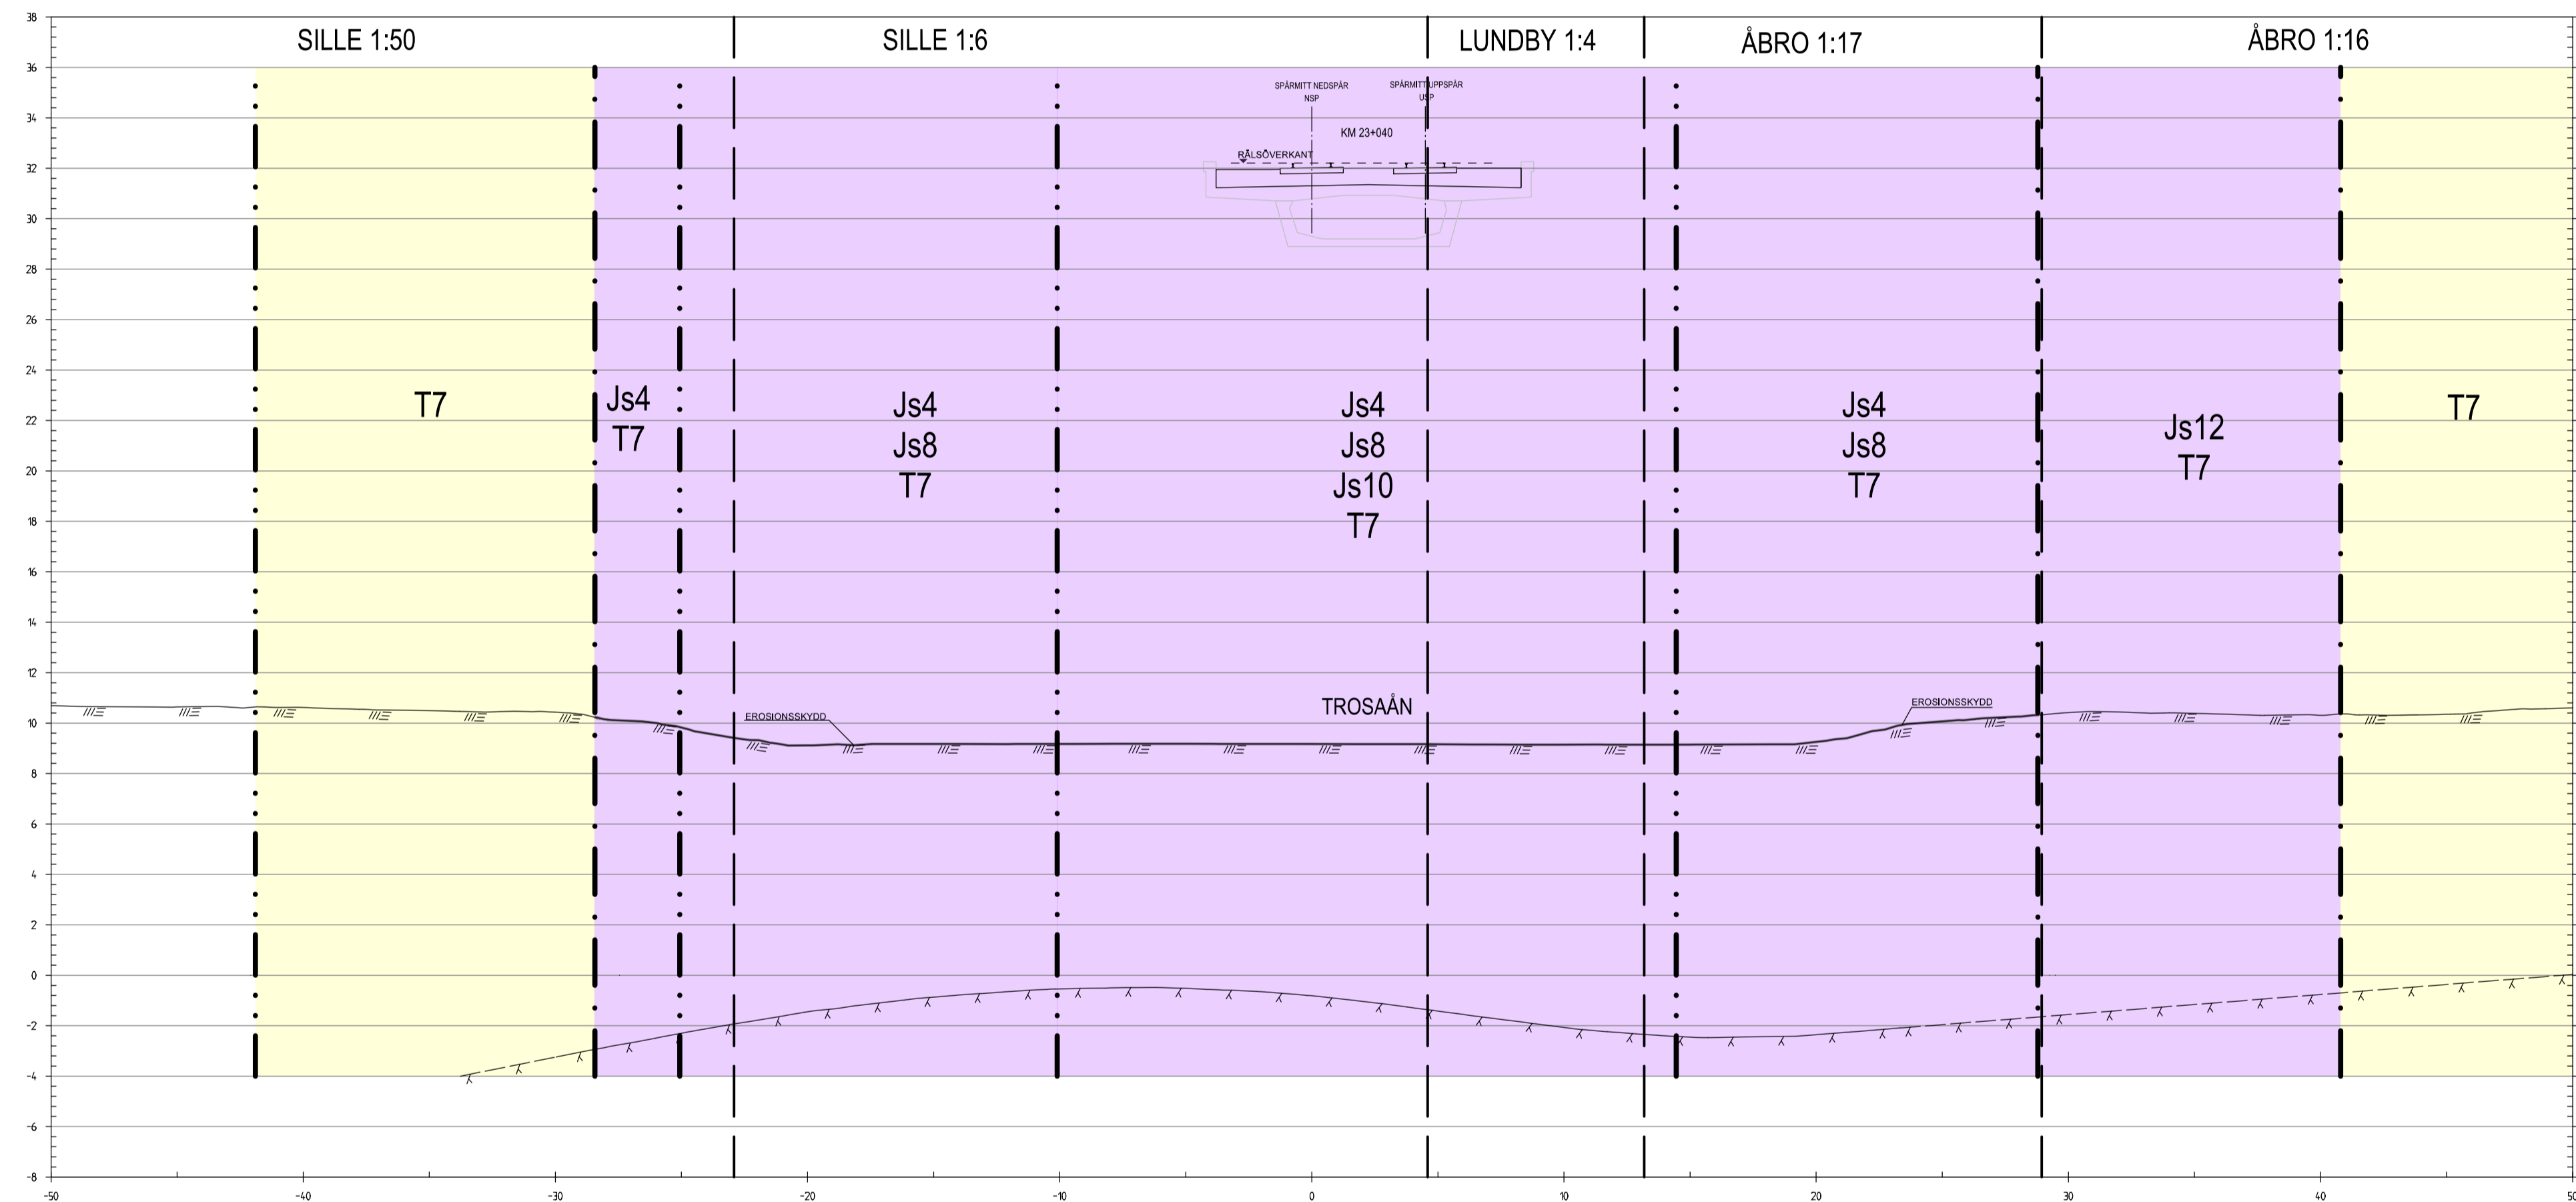 38
SILLE 1:50
SILLE 1:6
LUNDBY 1:4
ÅBRO 1:17
ÅBRO 1:16
36
SPÅRMITT NEDSPÅR
NSP
SPÅRMITT UPPSPÅR
USP
34
KM 23+040
RÄLSÖVERKANT
32
30
28
26
24
T7
Js4
T7
Js4
Js8
T7
Js4
Js8
Js10
T7
Js4
Js8
T7
Js12
T7
T7
22
20
18
16
14
12
EROSIONSSKYDD
TROSAÅN
EROSIONSSKYDD
10
8
6
4
2
0
-2
-4
-6
-8
-50
-40
-30
-20
-10
0
10
20
30
40
50